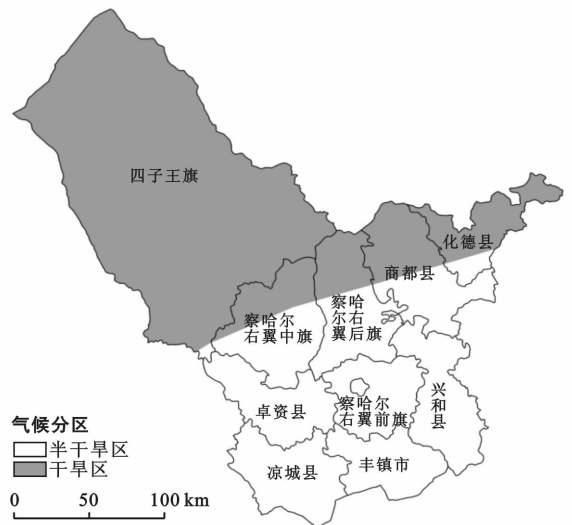 四子王旗
化德县
商都县
察哈尔
右翼中旗
察哈
尔右
翼后旗
卓资县
察哈尔
右翼前旗
兴和县
凉城县
丰镇市
气候分区
半干旱区
干旱区
0 50 100 km